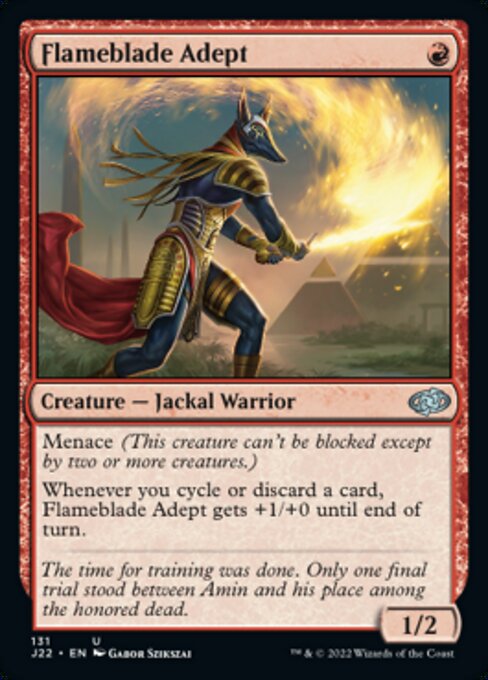 Flameblade Adept
Creature — Jackal Warrior
Menace (This creature can't be blocked except
by two or more creatures.)
Whenever you cycle or discard a card,
Flameblade Adept gets +1/+0 until end of
turn.
The time for training was done. Only one final
trial stood between Amin and his place among
the honored dead.
1/2
131 U
J22 • EN Gabor Szikszai
™ & © 2022 Wizards of the Coast